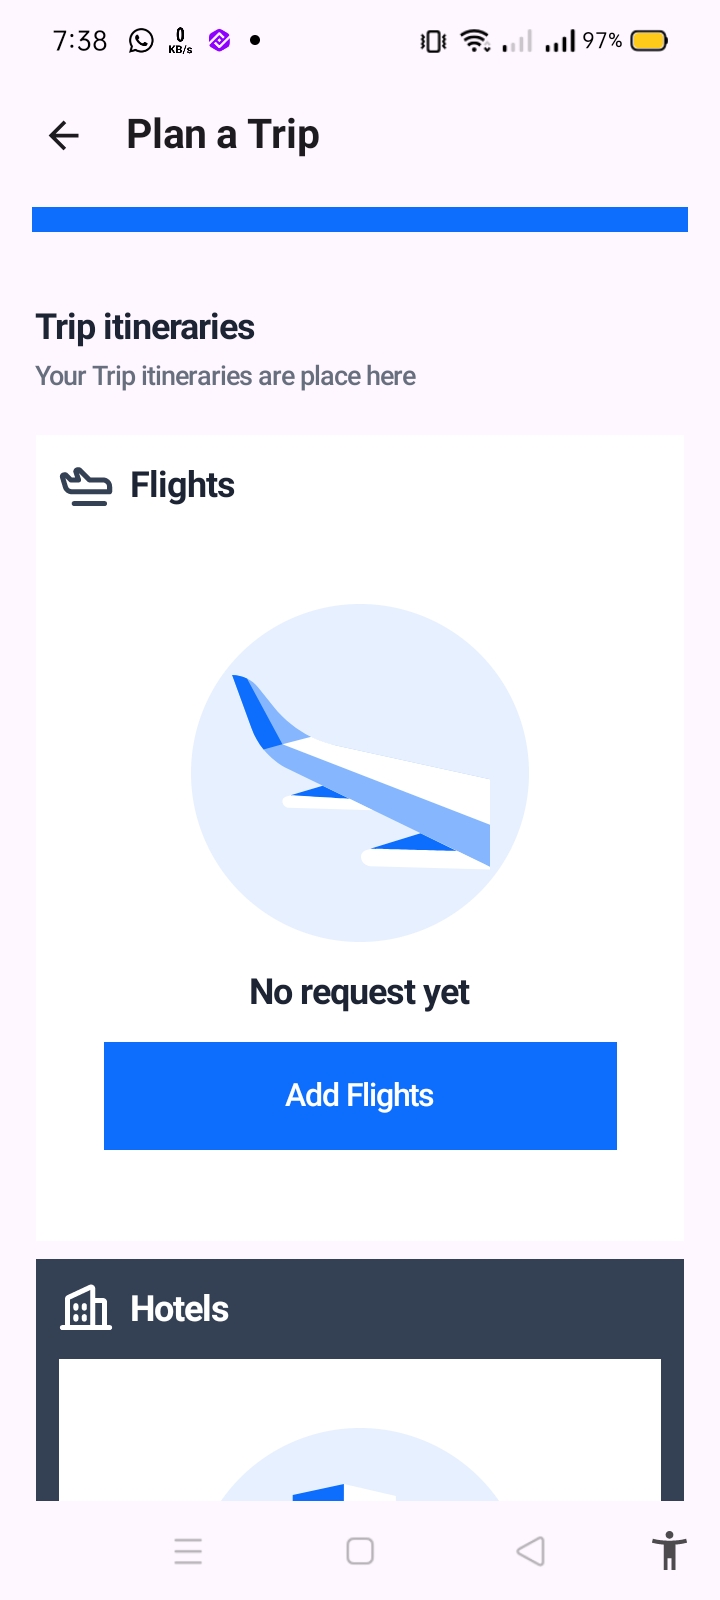 7:38
0
KB/s
97%
Plan a Trip
Trip itineraries
Your Trip itineraries are place here
Flights
No request yet
Add Flights
Hotels